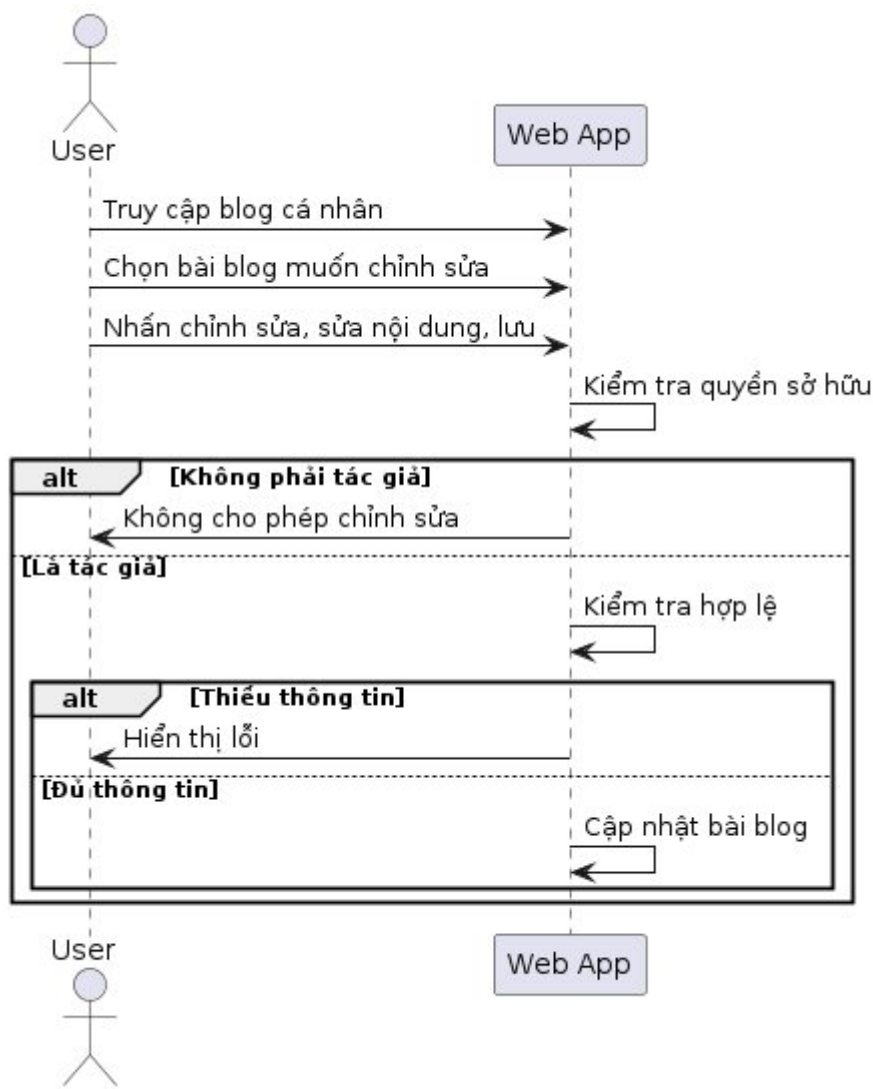 User
Web App
Truy cập blog cá nhân
Chọn bài blog muốn chỉnh sửa
Nhấn chỉnh sửa, sửa nội dung, lưu
Kiểm tra quyền sở hữu
alt [Không phải tác giả]
Không cho phép chỉnh sửa
[Là tác giả]
Kiểm tra hợp lệ
alt [Thiếu thông tin]
Hiển thị lỗi
[Đủ thông tin]
Cập nhật bài blog
User
Web App